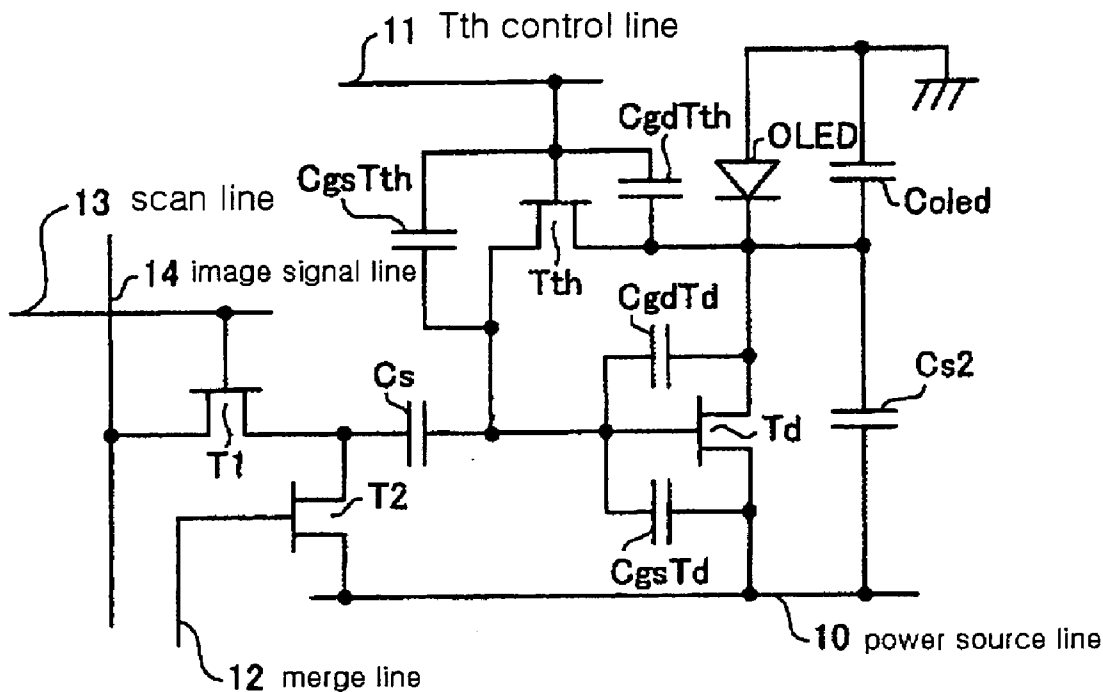 11 Tth control line
CgdTth
OLED
CgsTth
Coled
13 scan line
14 image signal line
Tth
CgdTd
Cs
Cs2
Td
T1
T2
CgsTd
10 power source line
12 merge line